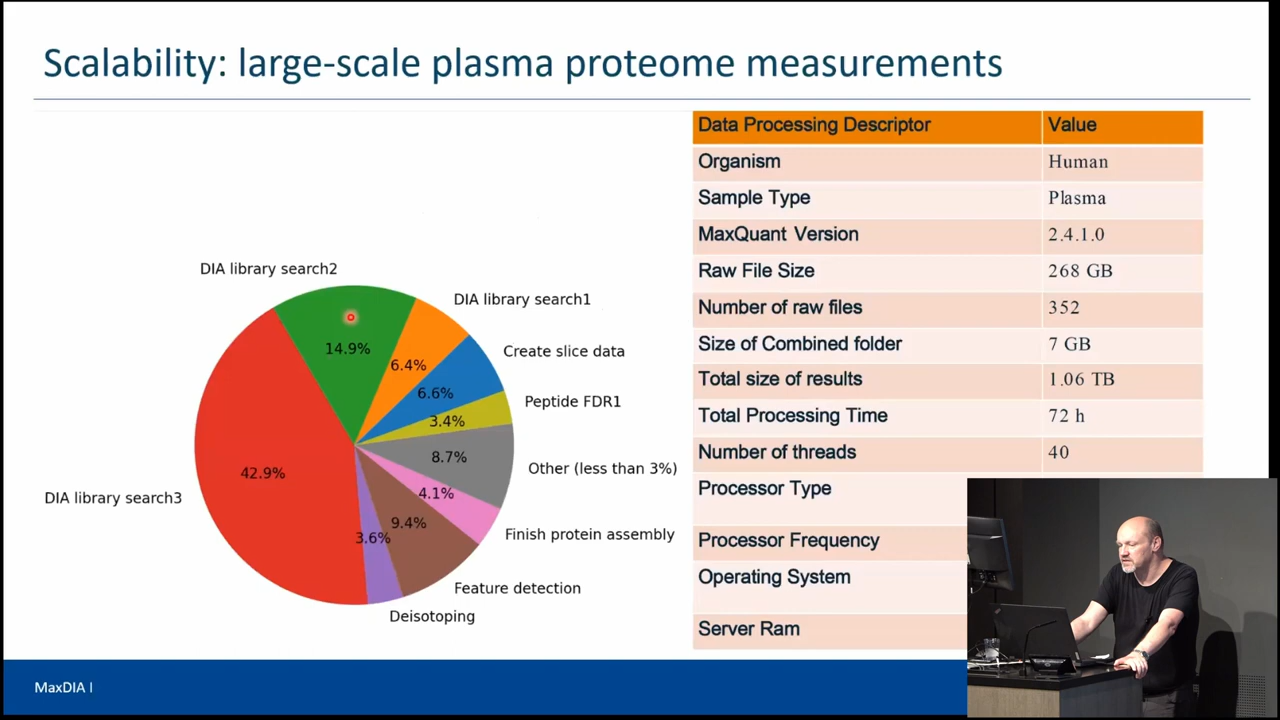 Scalability: large-scale plasma proteome measurements
DIA library search2
DIA library search1
14.9%
6.4%
Create slice data
6.6%
Peptide FDR1
3.4%
8.7%
Other (less than 3%)
42.9%
DIA library search3
4.1%
9.4%
3.6%
Finish protein assembly
Feature detection
Deisotoping
Data Processing Descriptor Value
Organism Human
Sample Type Plasma
MaxQuant Version 2.4.1.0
Raw File Size 268 GB
Number of raw files 352
Size of Combined folder 7 GB
Total size of results 1.06 TB
Total Processing Time 72 h
Number of threads 40
Processor Type
Processor Frequency
Operating System
Server Ram
MaxDIA |